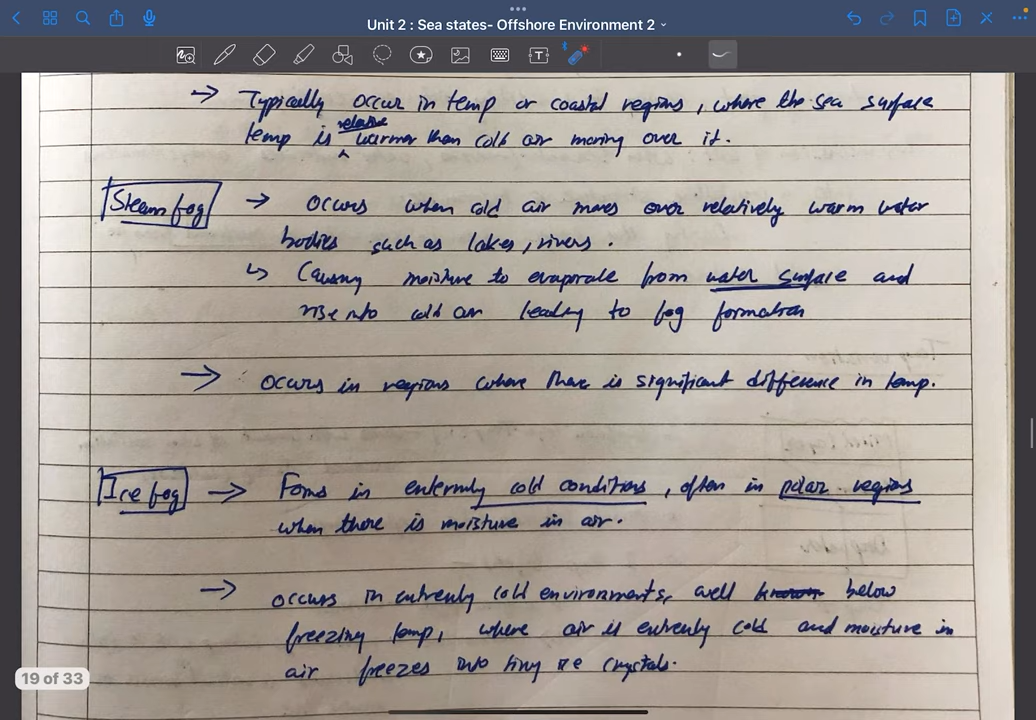 Unit 2 : Sea states- Offshore Environment 2
→ Typically occur in temp or coastal regions, where the sea surface
relative
temp is ^ warmer than cold air moving over it.
Steam fog → Occurs when cold air moves over relatively warm water
bodies such as lakes, rivers.
↳ Causing moisture to evaporate from water surface and
rise into cold air leading to fog formation
→ Occurs in regions where there is significant difference in temp.
Ice fog → Forms in extremely cold conditions, often in polar regions
when there is moisture in air.
→ occurs in extremely cold environments, well below
freezing temp, where air is extremely cold and moisture in
air freezes into tiny ice crystals.
19 of 33